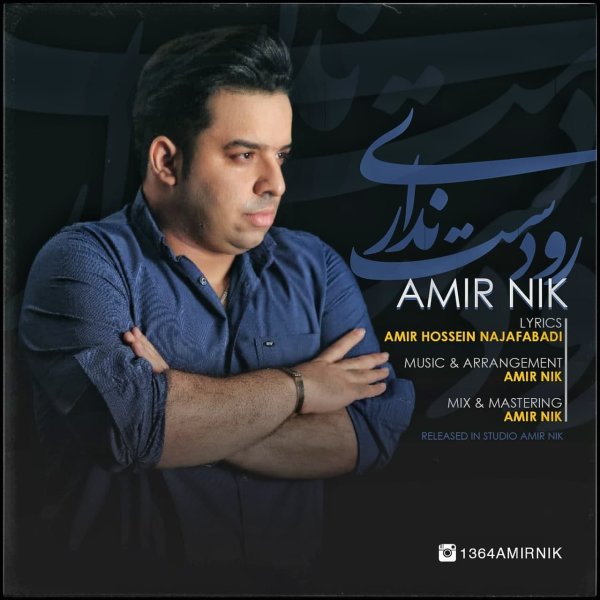 رو دست نداری
AMIR NIK
LYRICS
AMIR HOSSEIN NAJAFABADI
MUSIC & ARRANGEMENT
AMIR NIK
MIX & MASTERING
AMIR NIK
RELEASED IN STUDIO AMIR NIK
1364AMIRNIK